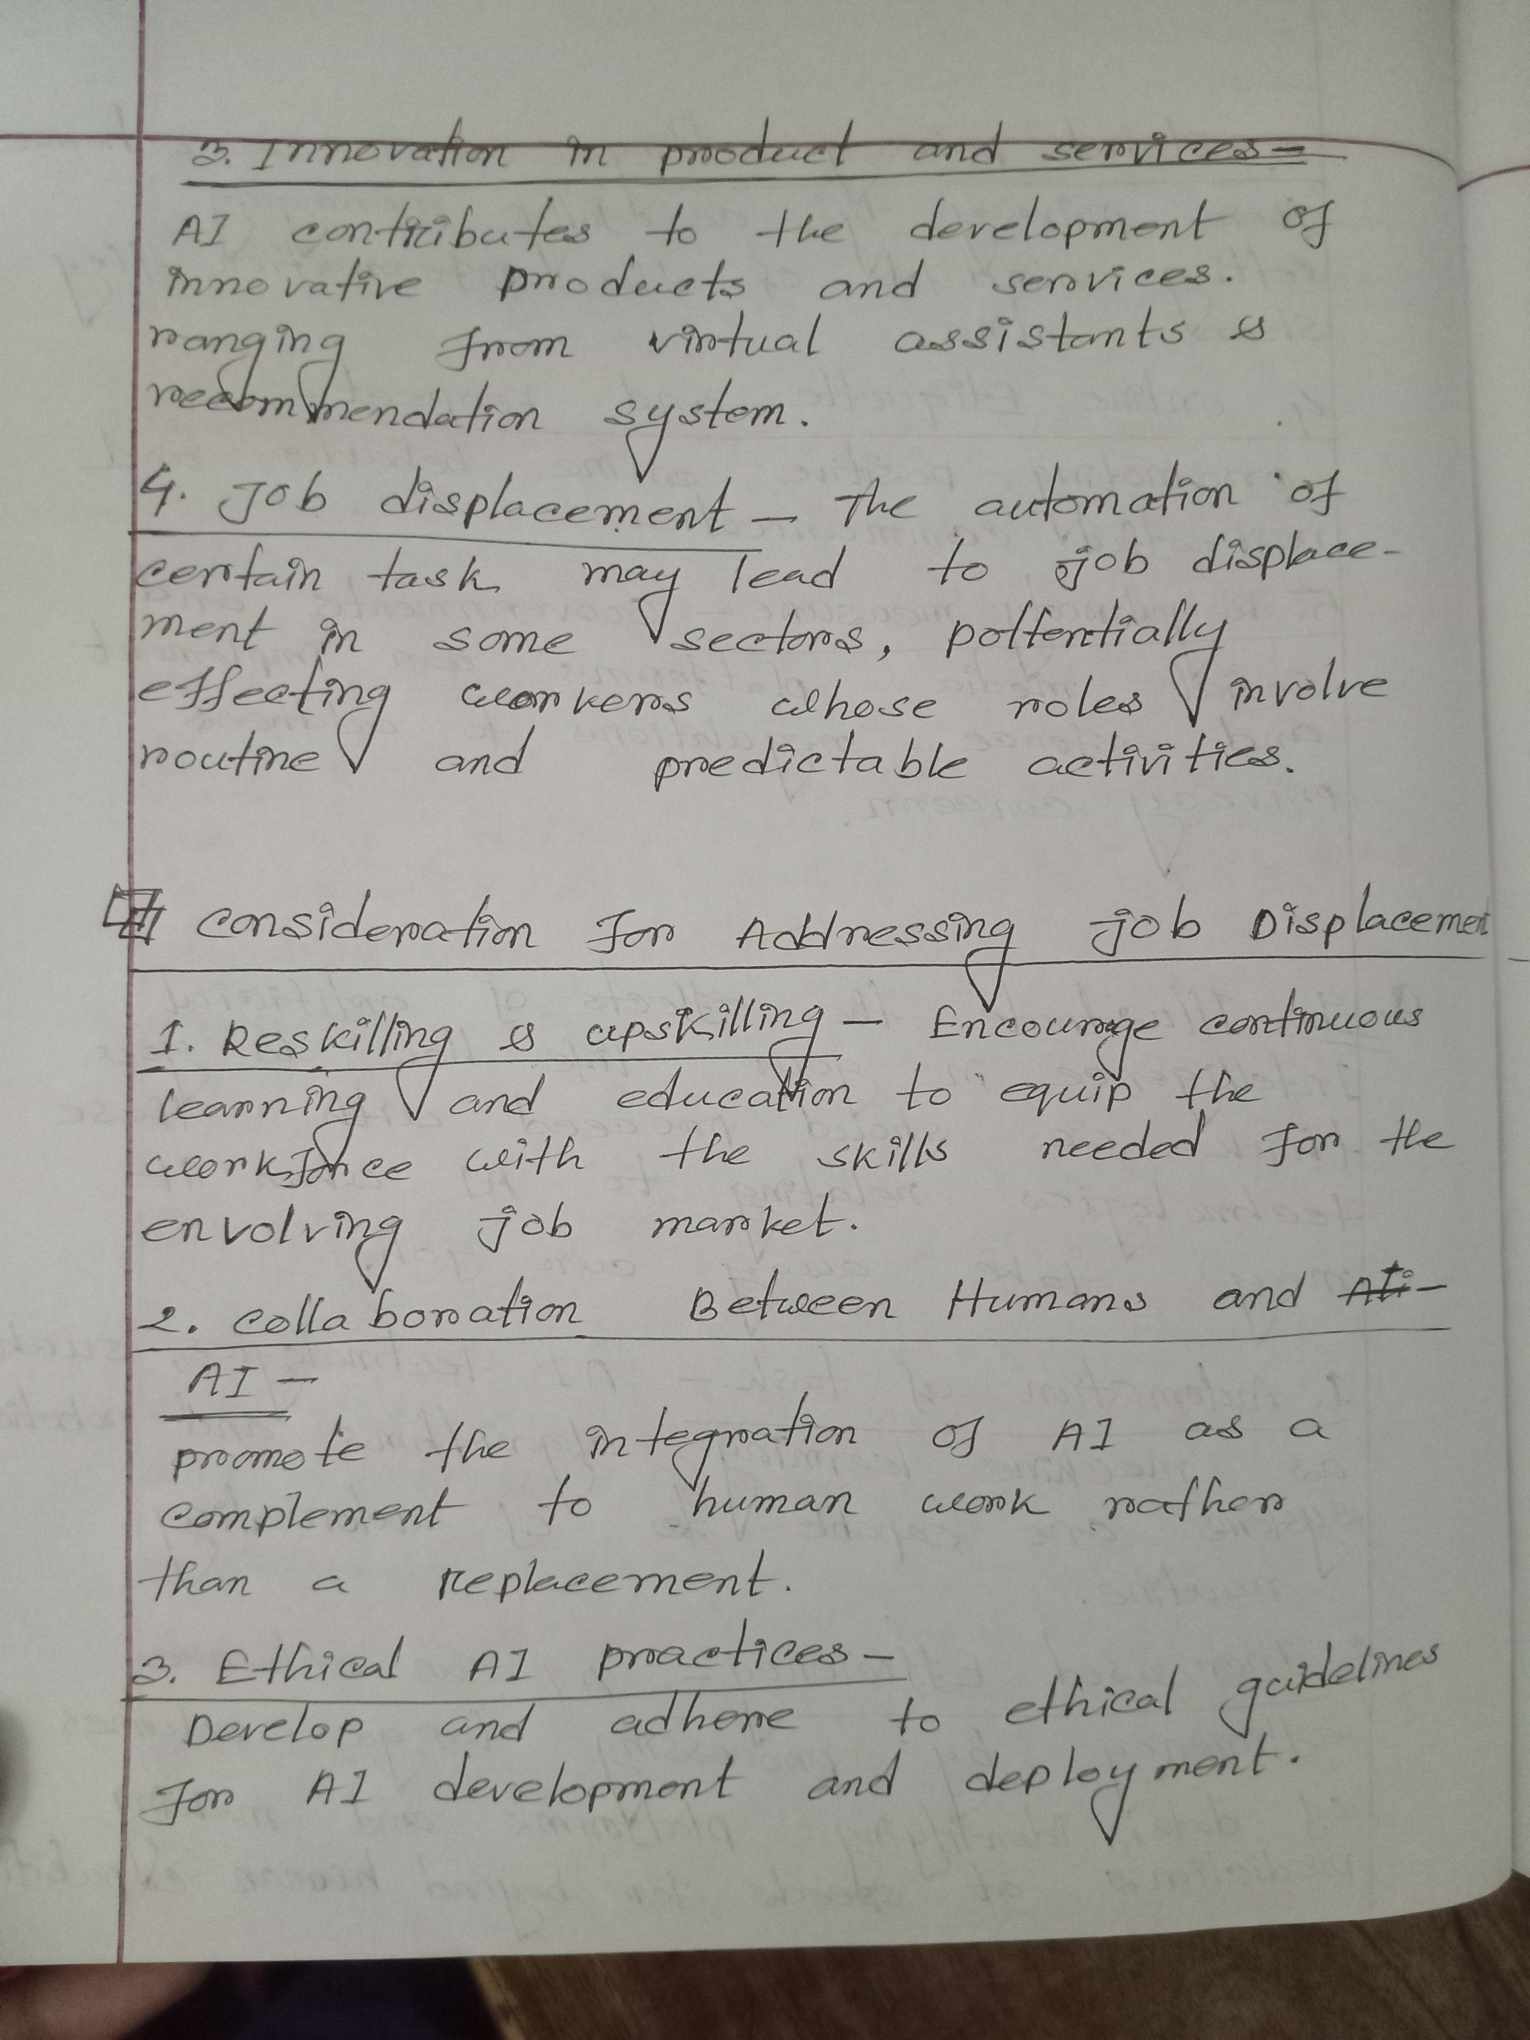 3. Innovation in product and services-
AI contributes to the development of
innovative products and services.
ranging from virtual assistants &
recommendation system.
4. Job displacement - The automation of
certain task may lead to job displace-
ment in some sectors, pottentially
effecting workers whose roles involve
routine and predictable activities.
# Consideration for Addressing job Displacement
1. Reskilling & upskilling - Encourage continuous
learning and education to equip the
workforce with the skills needed for the
envolving job market.
2. Collaboration Between Humans and
AI -
promote the integration of AI as a
complement to human work rather
than a replacement.
3. Ethical AI practices -
Develop and adhere to ethical guidelines
for AI development and deployment.